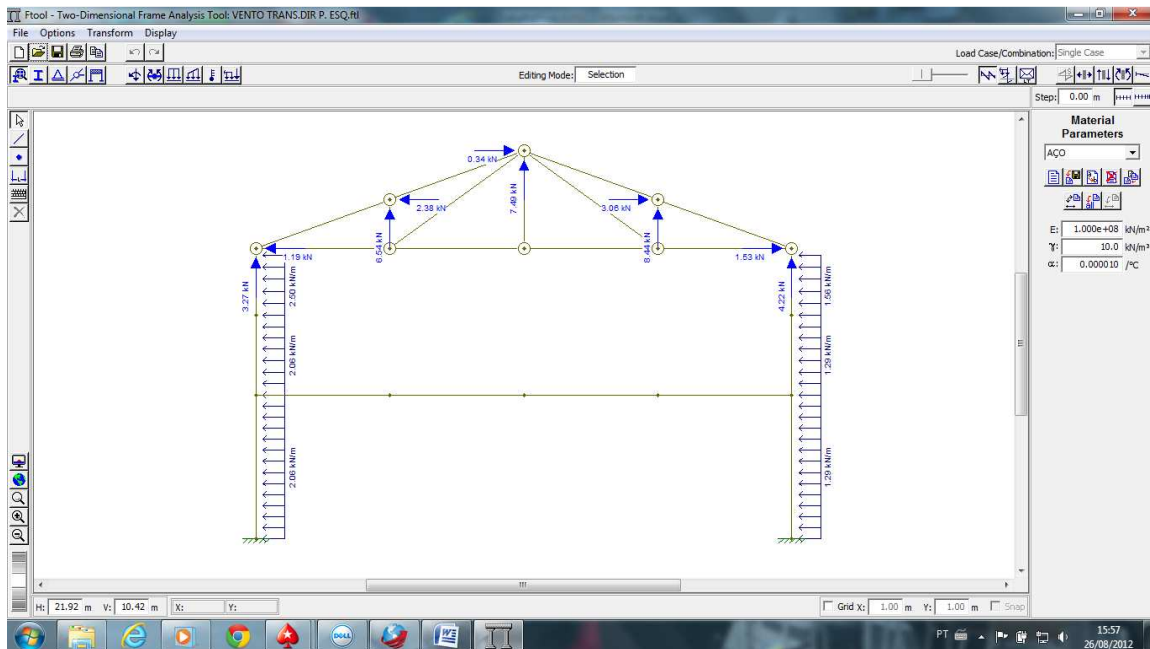 Ftool - Two-Dimensional Frame Analysis Tool: VENTO TRANS.DIR P. ESQ.ftl
File Options Transform Display
Load Case/Combination: Single Case
Editing Mode: Selection
Step: 0.00 m
Material
Parameters
AÇO
E: 1.000e+08 kN/m²
γ: 10.0 kN/m³
α: 0.000010 /°C
0.34 kN
7.49 kN
2.38 kN
3.06 kN
6.54 kN
8.44 kN
1.19 kN
1.53 kN
3.27 kN
2.50 kN/m
4.22 kN
1.56 kN/m
2.06 kN/m
1.29 kN/m
2.06 kN/m
1.29 kN/m
H: 21.92 m V: 10.42 m X: Y:
Grid X: 1.00 m Y: 1.00 m Snap
DELL
W
PT
15:57
26/08/2012